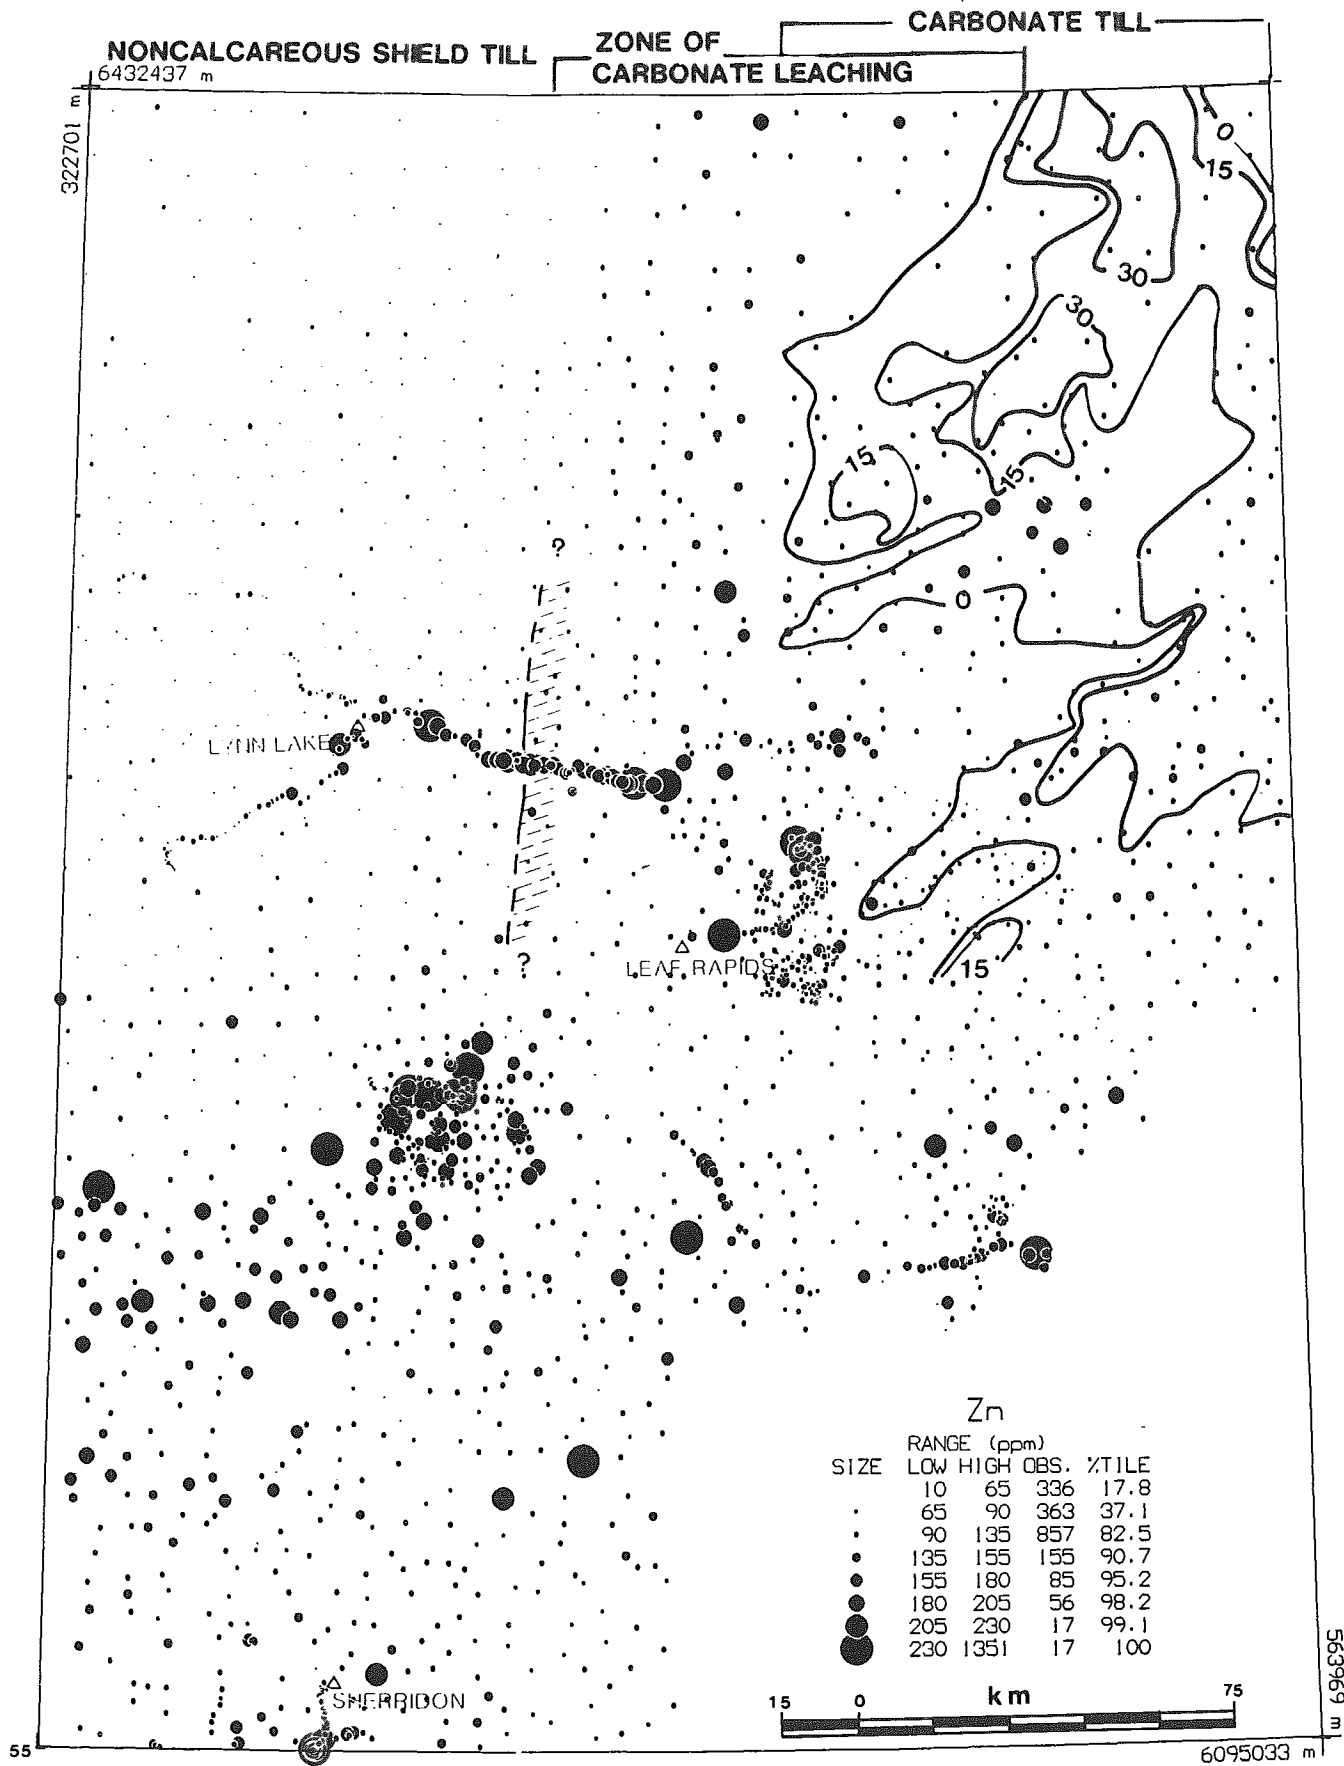 CARBONATE TILL
ZONE OF
NONCALCAREOUS SHIELD TILL
CARBONATE LEACHING
6432437 m
322701 m
0
15
30
30
15
15
?
0
LYNN LAKE
?
LEAF RAPIDS
15
Zn
RANGE (ppm)
SIZE LOW HIGH OBS. %TILE
10 65 336 17.8
65 90 363 37.1
90 135 857 82.5
135 155 155 90.7
155 180 85 95.2
180 205 56 98.2
205 230 17 99.1
230 1351 17 100
SHERRIDON
15 0 km 75
563969 m
55
6095033 m